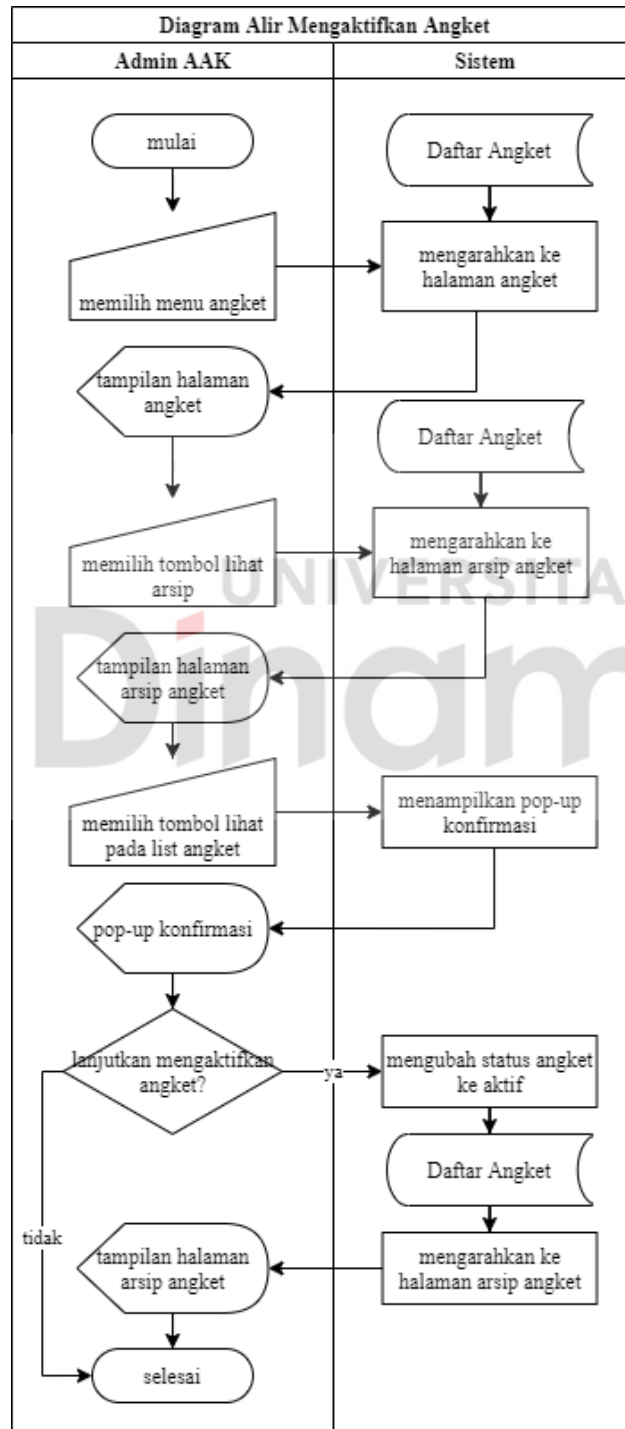 Diagram Alir Mengaktifkan Angket
Admin AAK
Sistem
mulai
Daftar Angket
memilih menu angket
mengarahkan ke
halaman angket
tampilan halaman
angket
Daftar Angket
memilih tombol lihat
arsip
mengarahkan ke
halaman arsip angket
UNIVERSITA
Dinam
tampilan halaman
arsip angket
memilih tombol lihat
pada list angket
menampilkan pop-up
konfirmasi
pop-up konfirmasi
lanjutkan mengaktifkan
angket?
ya
mengubah status angket
ke aktif
Daftar Angket
tidak
tampilan halaman
arsip angket
mengarahkan ke
halaman arsip angket
selesai